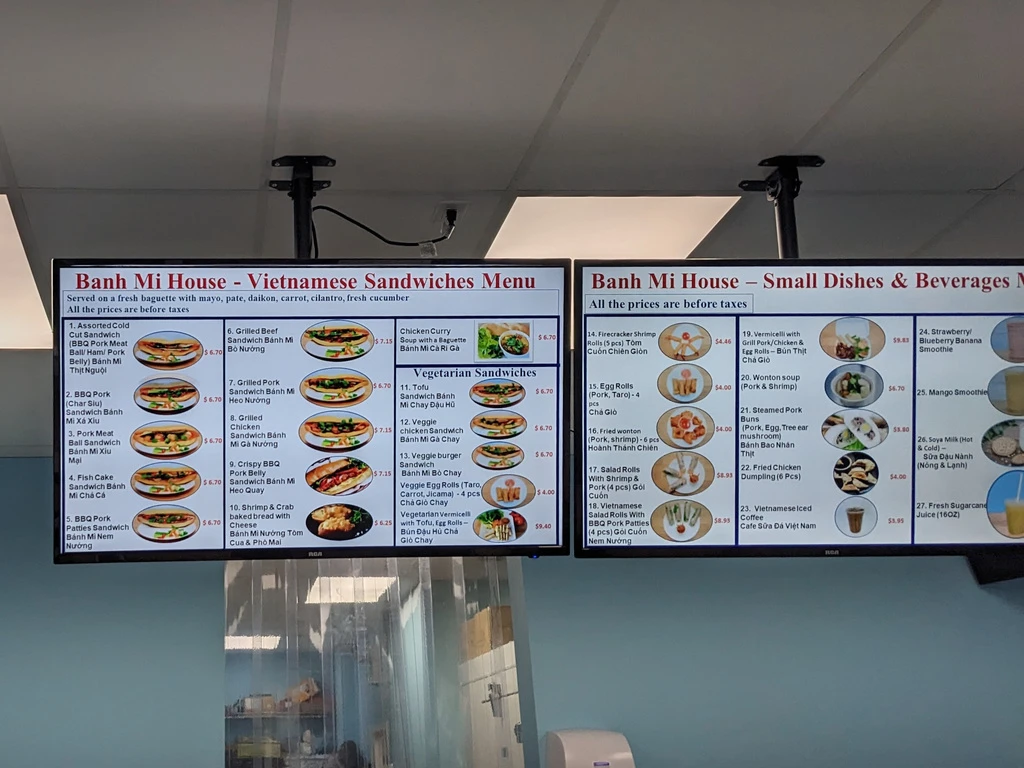 Banh Mi House - Vietnamese Sandwiches Menu
Served on a fresh baguette with mayo, pate, daikon, carrot, cilantro, fresh cucumber
All the prices are before taxes
1. Assorted Cold
Cut Sandwich
(BBQ Pork Meat
Ball/ Ham/ Pork
Belly) Bánh Mì
Thịt Nguội
$ 6.70
2. BBQ Pork
(Char Siu)
Sandwich Bánh
Mì Xá Xíu
$ 6.70
3. Pork Meat
Ball Sandwich
Bánh Mì Xíu
Mại
$ 6.70
4. Fish Cake
Sandwich Bánh
Mì Chả Cá
$ 6.70
5. BBQ Pork
Patties Sandwich
Bánh Mì Nem
Nướng
$ 6.70
6. Grilled Beef
Sandwich Bánh Mì
Bò Nướng
$ 7.15
7. Grilled Pork
Sandwich Bánh Mì
Heo Nướng
$ 6.70
8. Grilled
Chicken
Sandwich Bánh
Mì Gà Nướng
$ 7.15
9. Crispy BBQ
Pork Belly
Sandwich Bánh Mì
Heo Quay
$ 7.15
10. Shrimp & Crab
baked bread with
Cheese
Bánh Mì Nướng Tôm
Cua & Phô Mai
$ 6.25
Chicken Curry
Soup with a Baguette
Bánh Mì Cà Ri Gà
$ 6.70
Vegetarian Sandwiches
11. Tofu
Sandwich Bánh
Mì Chay Đậu Hũ
$ 6.70
12. Veggie
chicken Sandwich
Bánh Mì Gà Chay
$ 6.70
13. Veggie burger
Sandwich
Bánh Mì Bò Chay
$ 6.70
Veggie Egg Rolls (Taro,
Carrot, Jicama) - 4 pcs
Chả Giò Chay
$ 4.00
Vegetarian Vermicelli
with Tofu, Egg Rolls –
Bún Đậu Hủ Chả
Giò Chay
$9.40
RCA
Banh Mi House – Small Dishes & Beverages M
All the prices are before taxes
14. Firecracker Shrimp
Rolls (5 pcs) Tôm
Cuốn Chiên Giòn
$4.46
15. Egg Rolls
(Pork, Taro) - 4
pcs
Chả Giò
$4.00
16. Fried wonton
(Pork, shrimp) - 6 pcs
Hoành Thánh Chiên
$4.00
17. Salad Rolls
With Shrimp &
Pork (4 pcs) Gỏi
Cuốn
$8.93
18. Vietnamese
Salad Rolls With
BBQ Pork Patties
(4 pcs) Gỏi Cuốn
Nem Nướng
$8.93
19. Vermicelli with
Grill Pork/Chicken &
Egg Rolls – Bún Thịt
Chả Giò
$9.83
20. Wonton soup
(Pork & Shrimp)
$6.70
21. Steamed Pork
Buns
(Pork, Egg, Tree ear
mushroom)
Bánh Bao Nhân
Thịt
$3.80
22. Fried Chicken
Dumpling (6 Pcs)
$4.00
23. Vietnamese Iced
Coffee
Cafe Sữa Đá Việt Nam
$3.95
24. Strawberry/
Blueberry Banana
Smoothie
25. Mango Smoothie
26. Soya Milk (Hot
& Cold) –
Sữa Đậu Nành
(Nóng & Lạnh)
27. Fresh Sugarcane
Juice (16OZ)
RCA